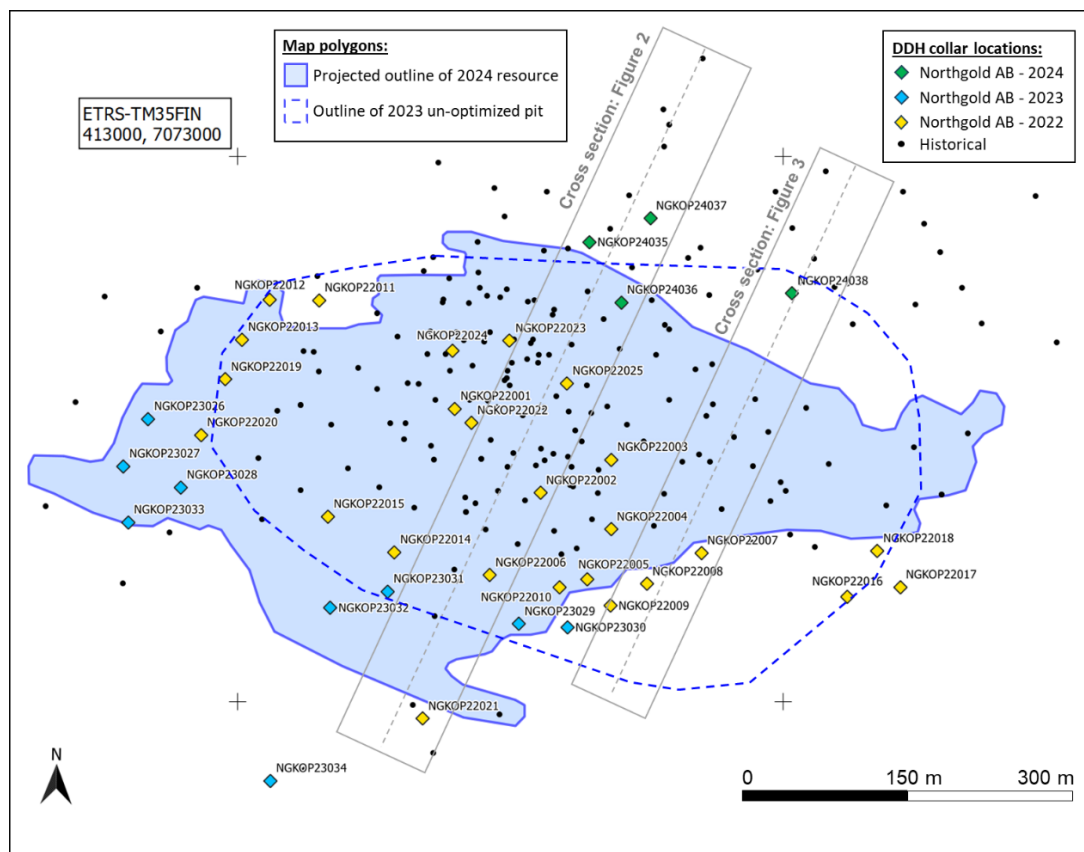 Map polygons:
Projected outline of 2024 resource
Outline of 2023 un-optimized pit
DDH collar locations:
Northgold AB - 2024
Northgold AB - 2023
Northgold AB - 2022
Historical
ETRS-TM35FIN
413000, 7073000
Cross section: Figure 2
Cross section: Figure 3
NGKOP24037
NGKOP24035
NGKOP24038
NGKOP22012
NGKOP22011
NGKOP24036
NGKOP22013
NGKOP22024
NGKOP22023
NGKOP22019
NGKOP22025
NGKOP22001
NGKOP22022
NGKOP23026
NGKOP22020
NGKOP22003
NGKOP23027
NGKOP23028
NGKOP22002
NGKOP23033
NGKOP22015
NGKOP22004
NGKOP22014
NGKOP22007
NGKOP22018
NGKOP22006
NGKOP22005
NGKOP22008
NGKOP23031
NGKOP22010
NGKOP22016
NGKOP22017
NGKOP23032
NGKOP22009
NGKOP23029
NGKOP23030
NGKOP22021
NGKOP23034
N
0 150 m 300 m